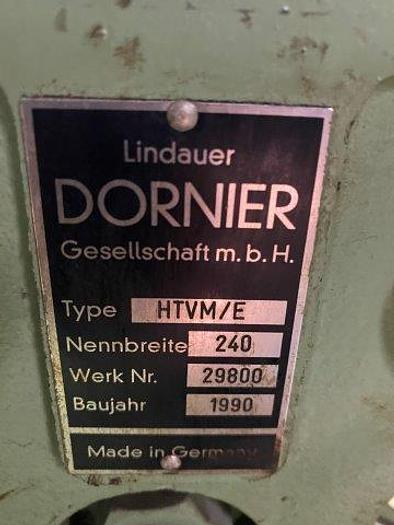 Lindauer
DORNIER
Gesellschaft m. b. H.
Type HTVM/E
Nennbreite 240
Werk Nr. 29800
Baujahr 1990
Made in Germany